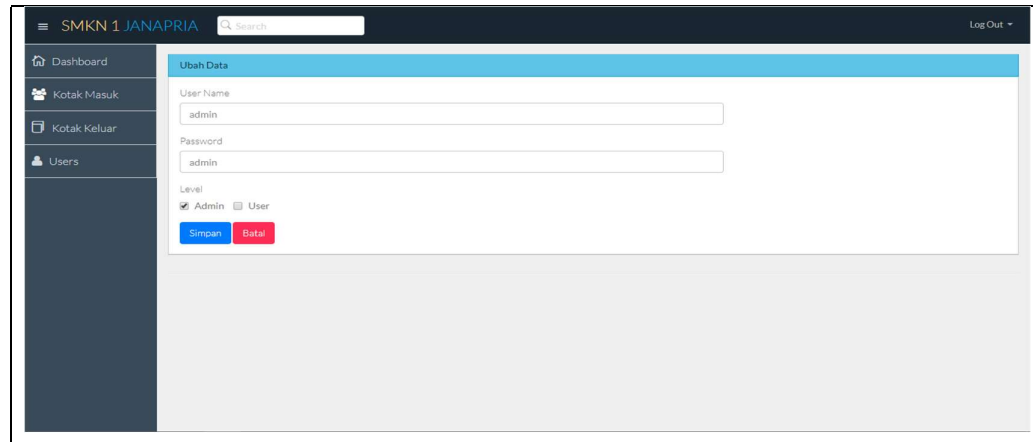 SMKN 1 JANAPRIA
Search
Log Out
Dashboard
Kotak Masuk
Kotak Keluar
Users
Ubah Data
User Name
admin
Password
admin
Level
Admin User
Simpan Batal